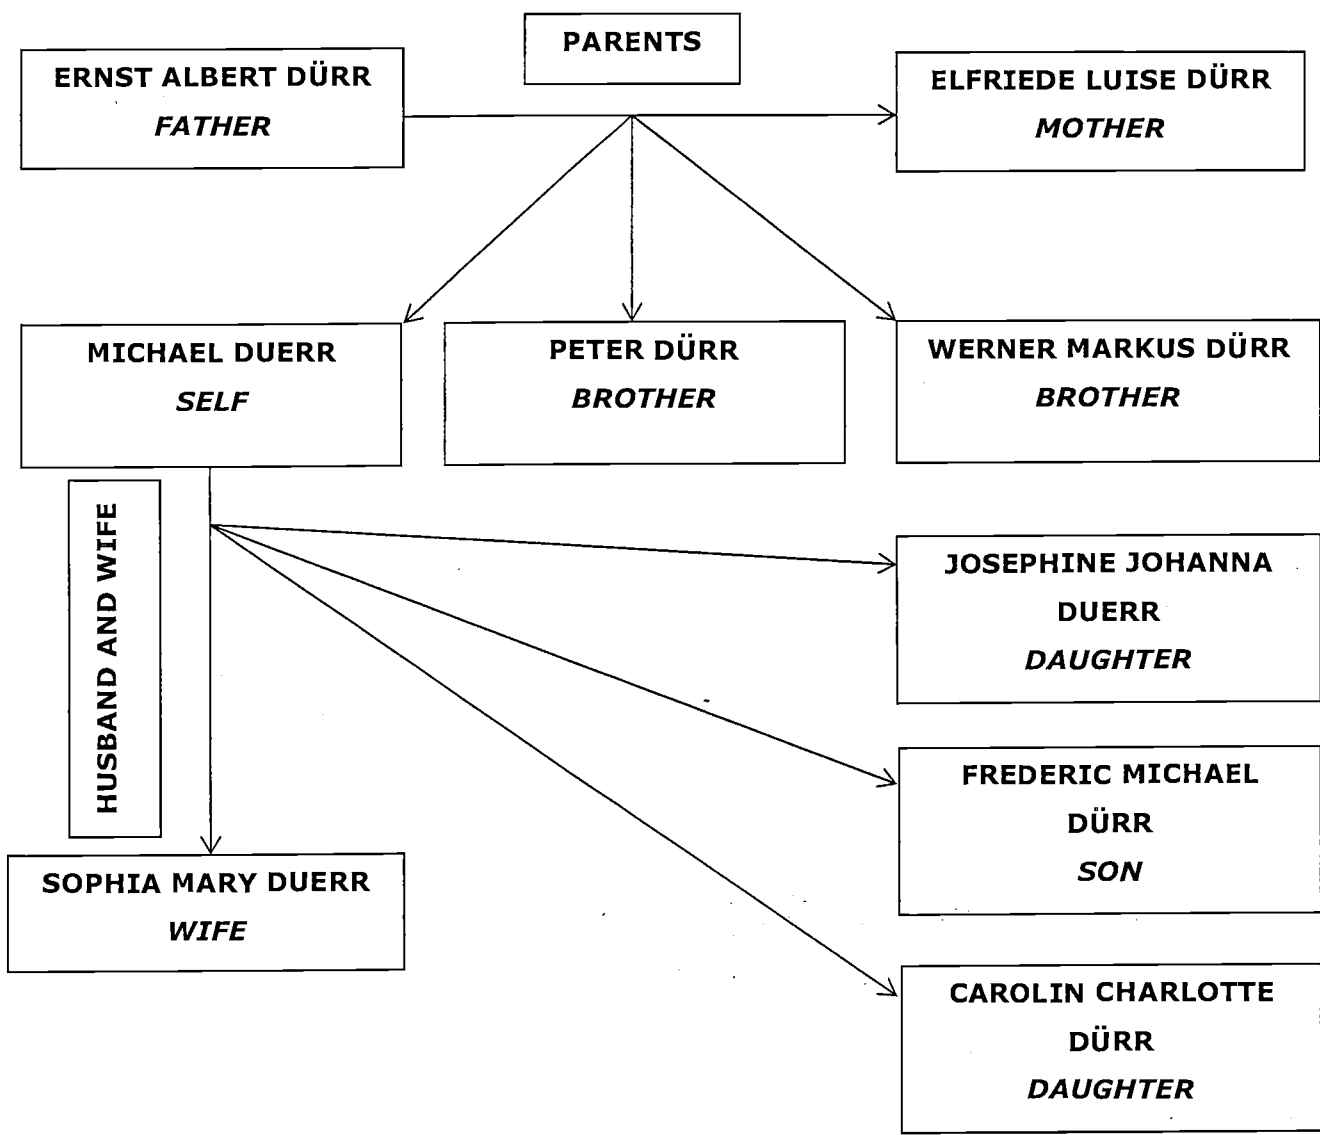 PARENTS
ERNST ALBERT DÜRR
FATHER
ELFRIEDE LUISE DÜRR
MOTHER
MICHAEL DUERR
SELF
PETER DÜRR
BROTHER
WERNER MARKUS DÜRR
BROTHER
HUSBAND AND WIFE
JOSEPHINE JOHANNA
DUERR
DAUGHTER
FREDERIC MICHAEL
DÜRR
SON
SOPHIA MARY DUERR
WIFE
CAROLIN CHARLOTTE
DÜRR
DAUGHTER